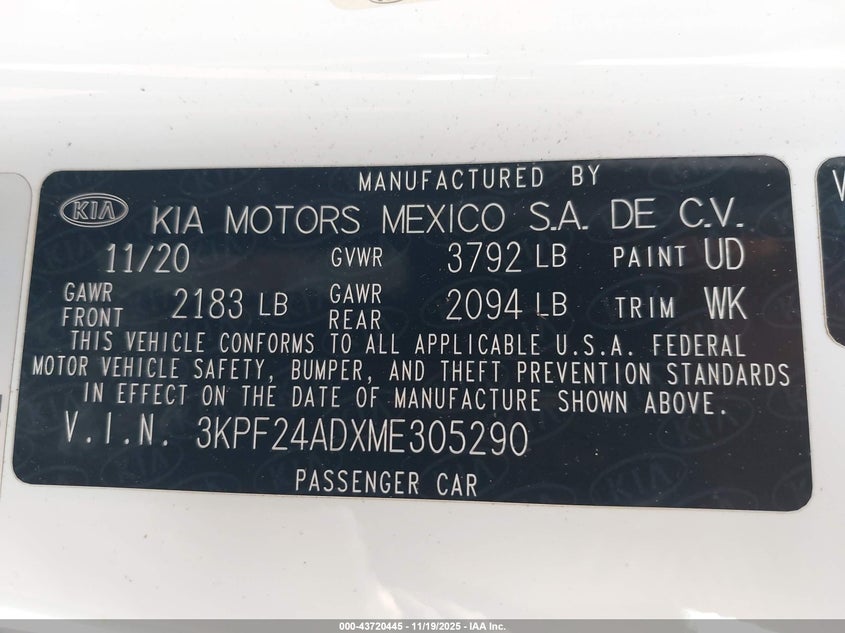 MANUFACTURED BY
KIA KIA MOTORS MEXICO S.A. DE C.V.
11/20 GVWR 3792 LB PAINT UD
GAWR FRONT 2183 LB GAWR REAR 2094 LB TRIM WK
THIS VEHICLE CONFORMS TO ALL APPLICABLE U.S.A. FEDERAL
MOTOR VEHICLE SAFETY, BUMPER, AND THEFT PREVENTION STANDARDS
IN EFFECT ON THE DATE OF MANUFACTURE SHOWN ABOVE.
V.I.N. 3KPF24ADXME305290
PASSENGER CAR
000-43720445 - 11/19/2025 - IAA, Inc.